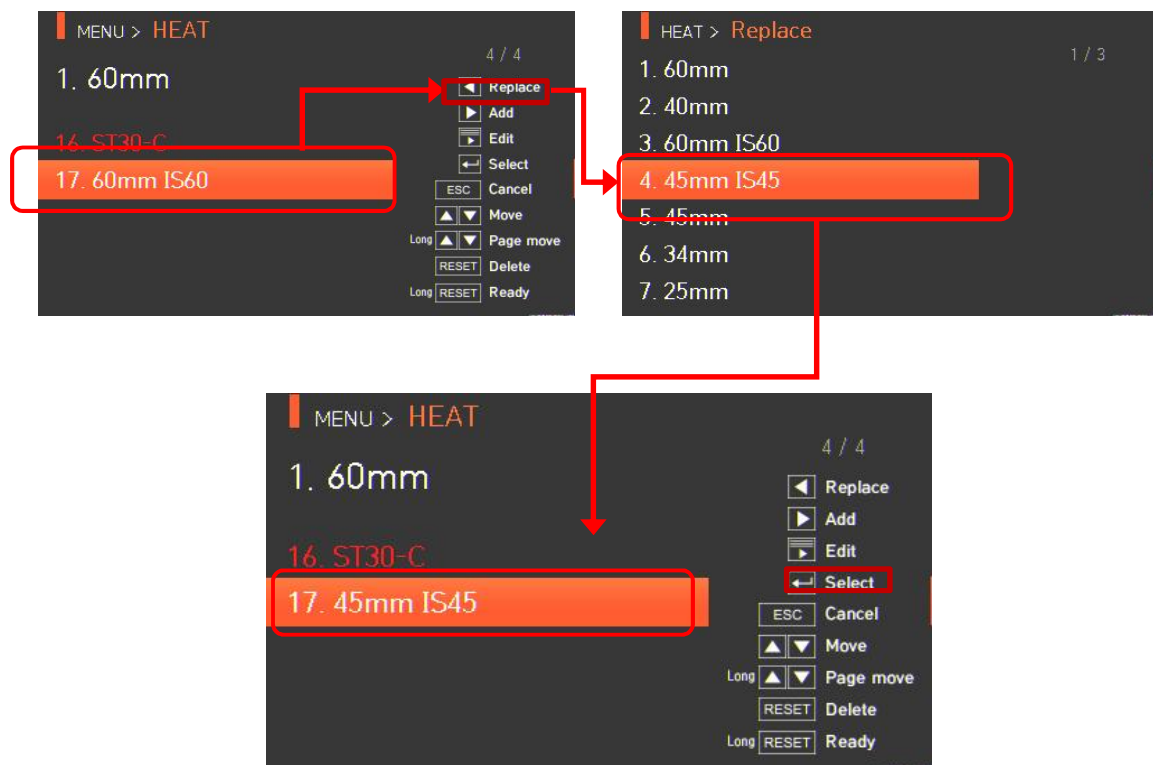 MENU > HEAT
4 / 4
1. 60mm
Replace
Add
16. ST30-C
Edit
17. 60mm IS60
Select
ESC Cancel
Move
Long Page move
RESET Delete
Long RESET Ready
HEAT > Replace
1 / 3
1. 60mm
2. 40mm
3. 60mm IS60
4. 45mm IS45
5. 45mm
6. 34mm
7. 25mm
MENU > HEAT
4 / 4
1. 60mm
Replace
Add
16. ST30-C
Edit
Select
17. 45mm IS45
ESC Cancel
Move
Long Page move
RESET Delete
Long RESET Ready